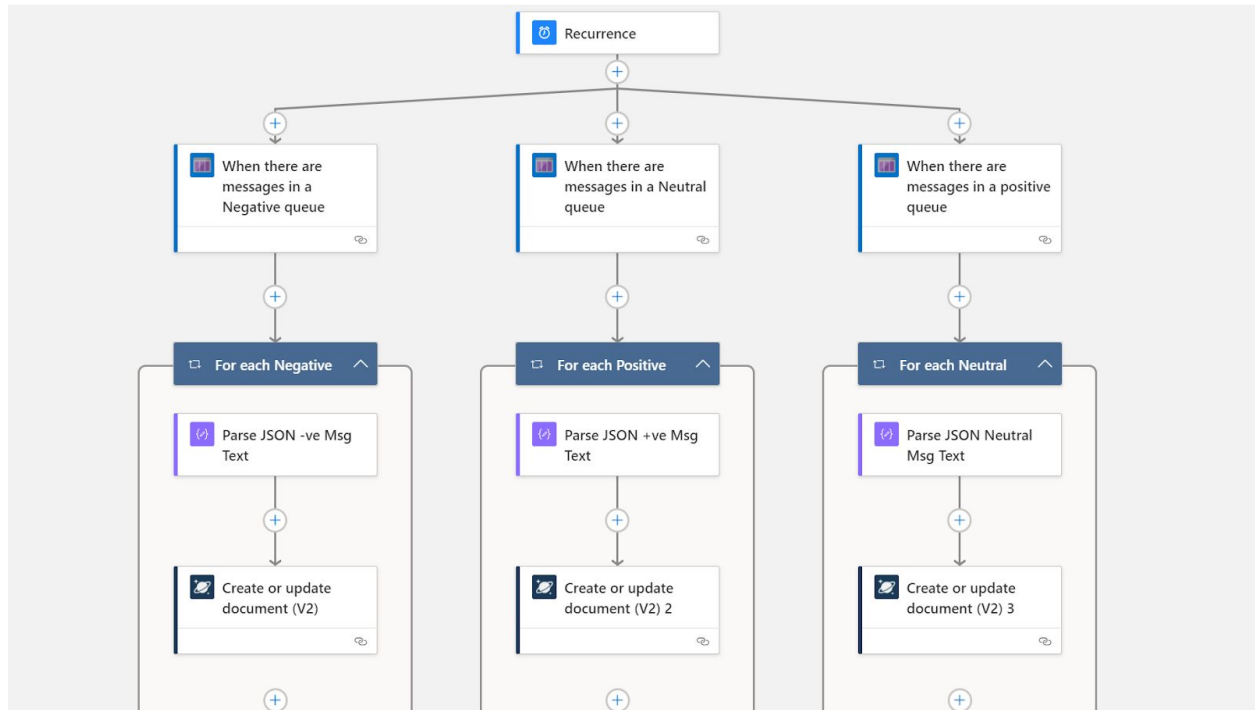 Recurrence
When there are
messages in a
Negative queue
When there are
messages in a Neutral
queue
When there are
messages in a positive
queue
For each Negative
For each Positive
For each Neutral
Parse JSON -ve Msg
Text
Parse JSON +ve Msg
Text
Parse JSON Neutral
Msg Text
Create or update
document (V2)
Create or update
document (V2) 2
Create or update
document (V2) 3